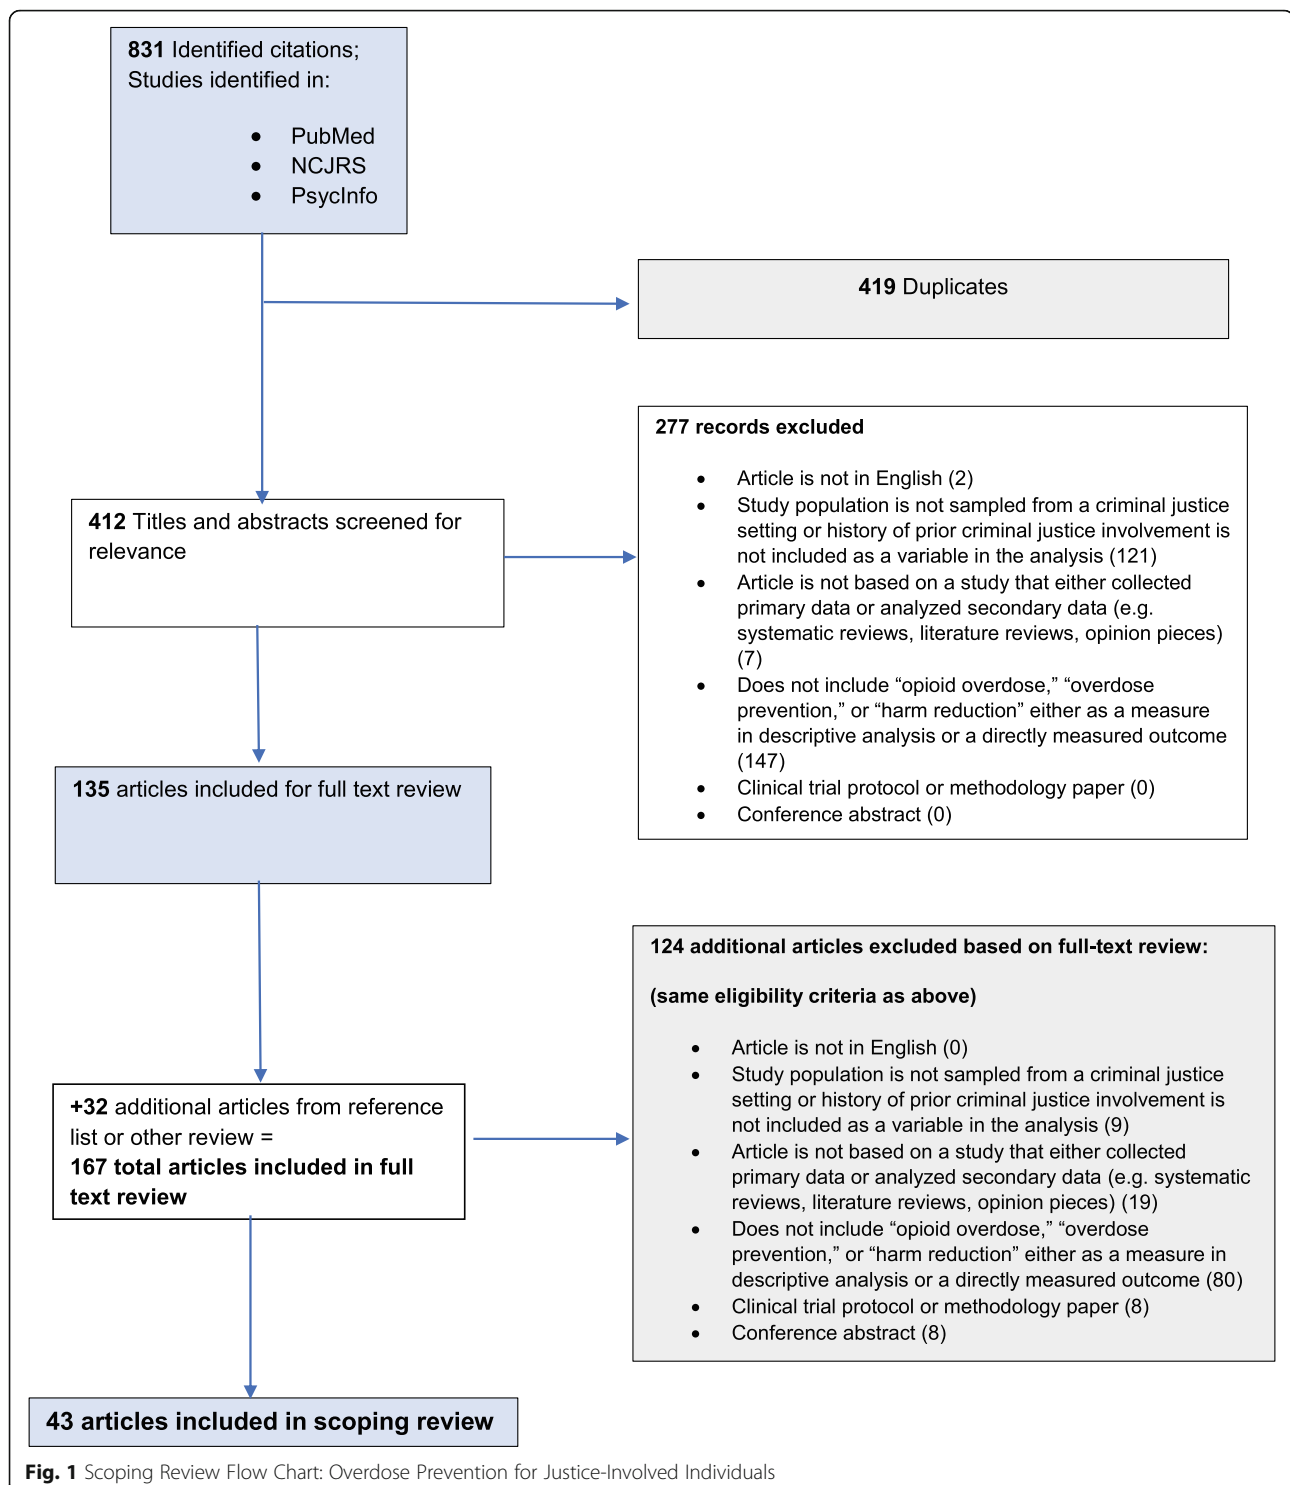 831 Identified citations;
Studies identified in:
• PubMed
• NCJRS
• PsycInfo
419 Duplicates
277 records excluded
• Article is not in English (2)
• Study population is not sampled from a criminal justice
setting or history of prior criminal justice involvement is
not included as a variable in the analysis (121)
• Article is not based on a study that either collected
primary data or analyzed secondary data (e.g.
systematic reviews, literature reviews, opinion pieces)
(7)
• Does not include “opioid overdose,” “overdose
prevention,” or “harm reduction” either as a measure
in descriptive analysis or a directly measured outcome
(147)
• Clinical trial protocol or methodology paper (0)
• Conference abstract (0)
412 Titles and abstracts screened for
relevance
135 articles included for full text review
124 additional articles excluded based on full-text review:
(same eligibility criteria as above)
• Article is not in English (0)
• Study population is not sampled from a criminal justice
setting or history of prior criminal justice involvement is
not included as a variable in the analysis (9)
• Article is not based on a study that either collected
primary data or analyzed secondary data (e.g. systematic
reviews, literature reviews, opinion pieces) (19)
• Does not include “opioid overdose,” “overdose
prevention,” or “harm reduction” either as a measure in
descriptive analysis or a directly measured outcome (80)
• Clinical trial protocol or methodology paper (8)
• Conference abstract (8)
+32 additional articles from reference
list or other review =
167 total articles included in full
text review
43 articles included in scoping review
Fig. 1 Scoping Review Flow Chart: Overdose Prevention for Justice-Involved Individuals